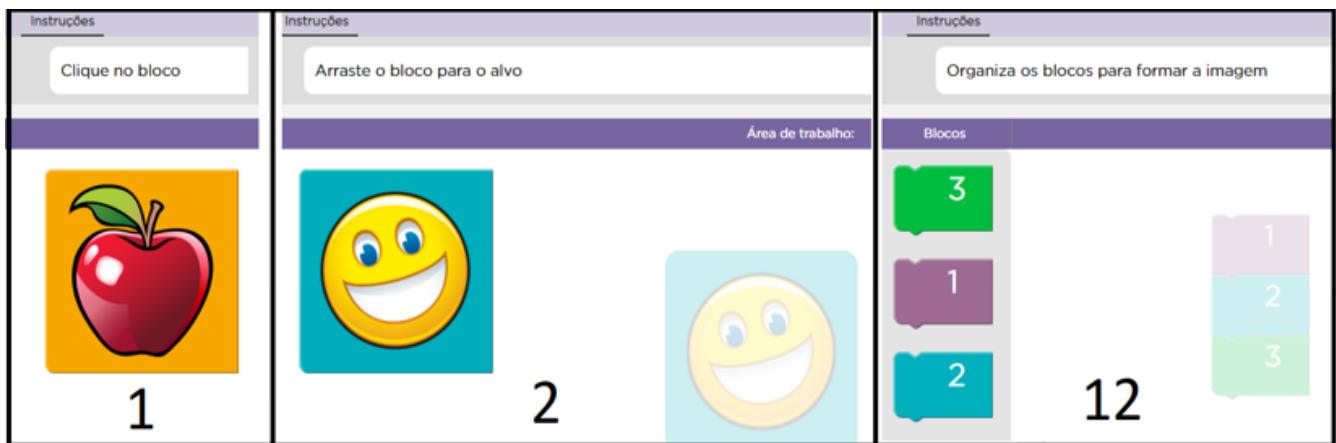 Instruções
Clique no bloco
1
Instruções
Arraste o bloco para o alvo
Área de trabalho:
2
Instruções
Organiza os blocos para formar a imagem
Blocos
3
1
2
1
2
3
12